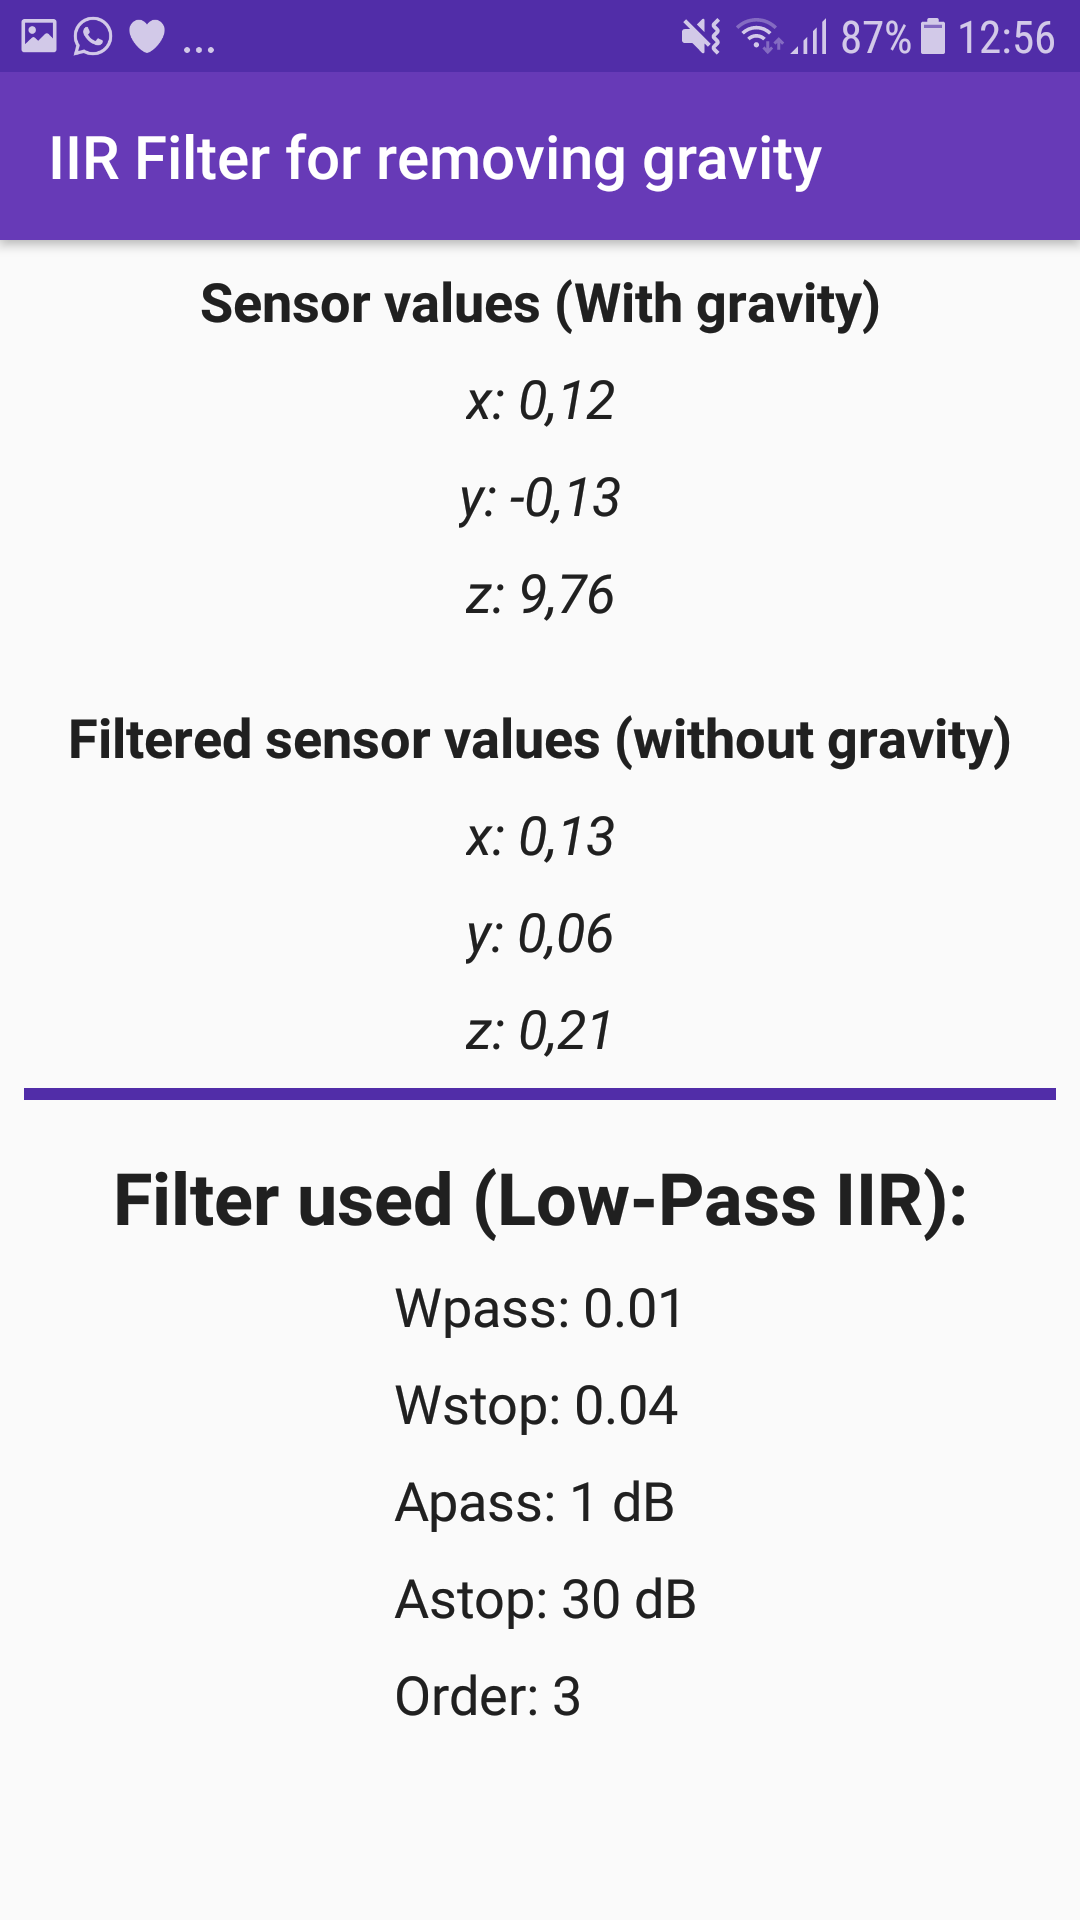 ... 87% 12:56
IIR Filter for removing gravity
Sensor values (With gravity)
x: 0,12
y: -0,13
z: 9,76
Filtered sensor values (without gravity)
x: 0,13
y: 0,06
z: 0,21
Filter used (Low-Pass IIR):
Wpass: 0.01
Wstop: 0.04
Apass: 1 dB
Astop: 30 dB
Order: 3